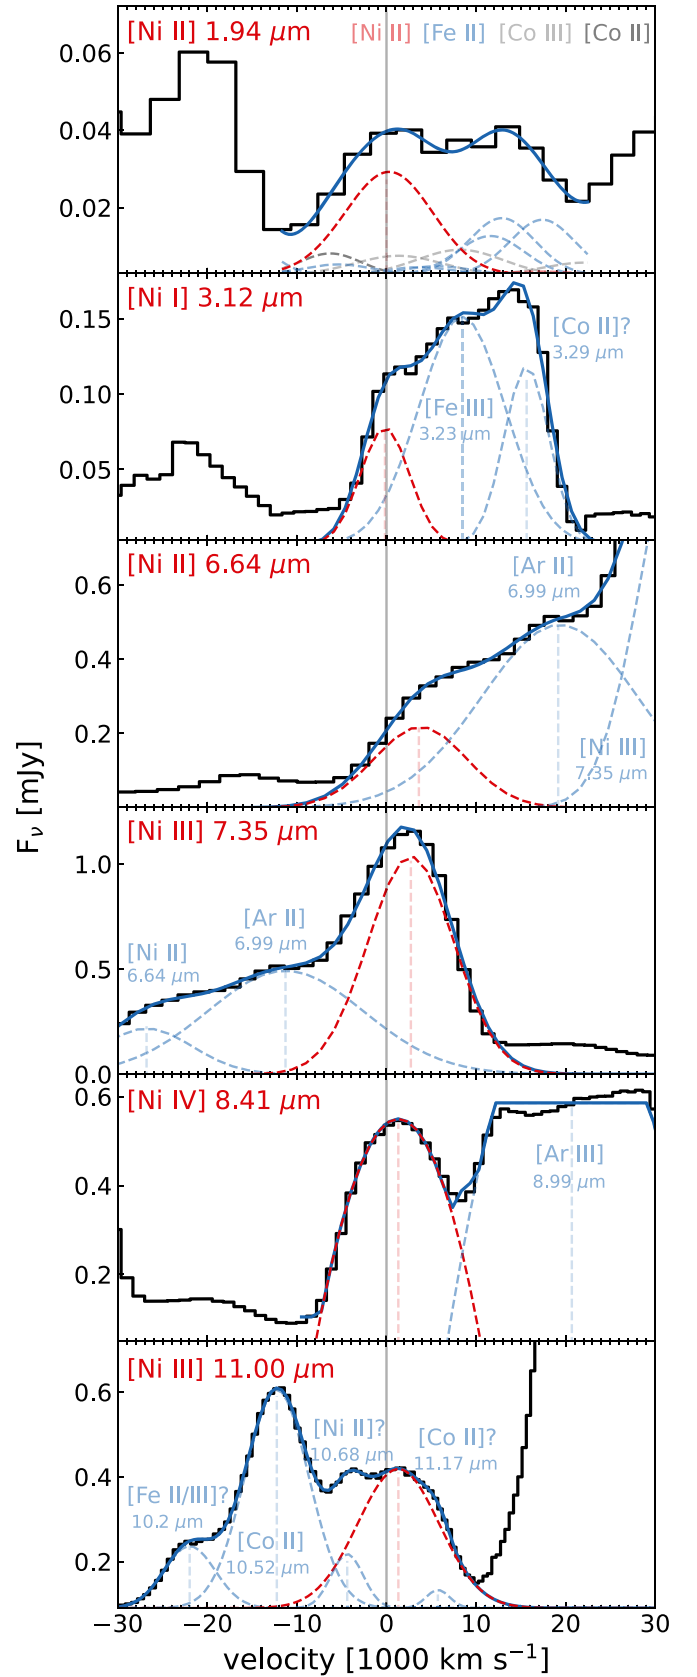 [Ni II] 1.94 μm
[Ni II] [Fe II] [Co III] [Co II]
0.06
0.04
0.02
[Ni I] 3.12 μm
0.15
[Co II]?
3.29 μm
0.10
[Fe III]
3.23 μm
0.05
[Ni II] 6.64 μm
0.6
[Ar II]
6.99 μm
0.4
0.2
[Ni III]
7.35 μm
F_ν [mJy]
[Ni III] 7.35 μm
1.0
[Ar II]
6.99 μm
[Ni II]
6.64 μm
0.5
0.0
0.6
[Ni IV] 8.41 μm
[Ar III]
8.99 μm
0.4
0.2
[Ni III] 11.00 μm
0.6
[Ni II]?
10.68 μm
[Co II]?
11.17 μm
0.4
[Fe II/III]?
10.2 μm
[Co II]
10.52 μm
0.2
−30 −20 −10 0 10 20 30
velocity [1000 km s⁻¹]